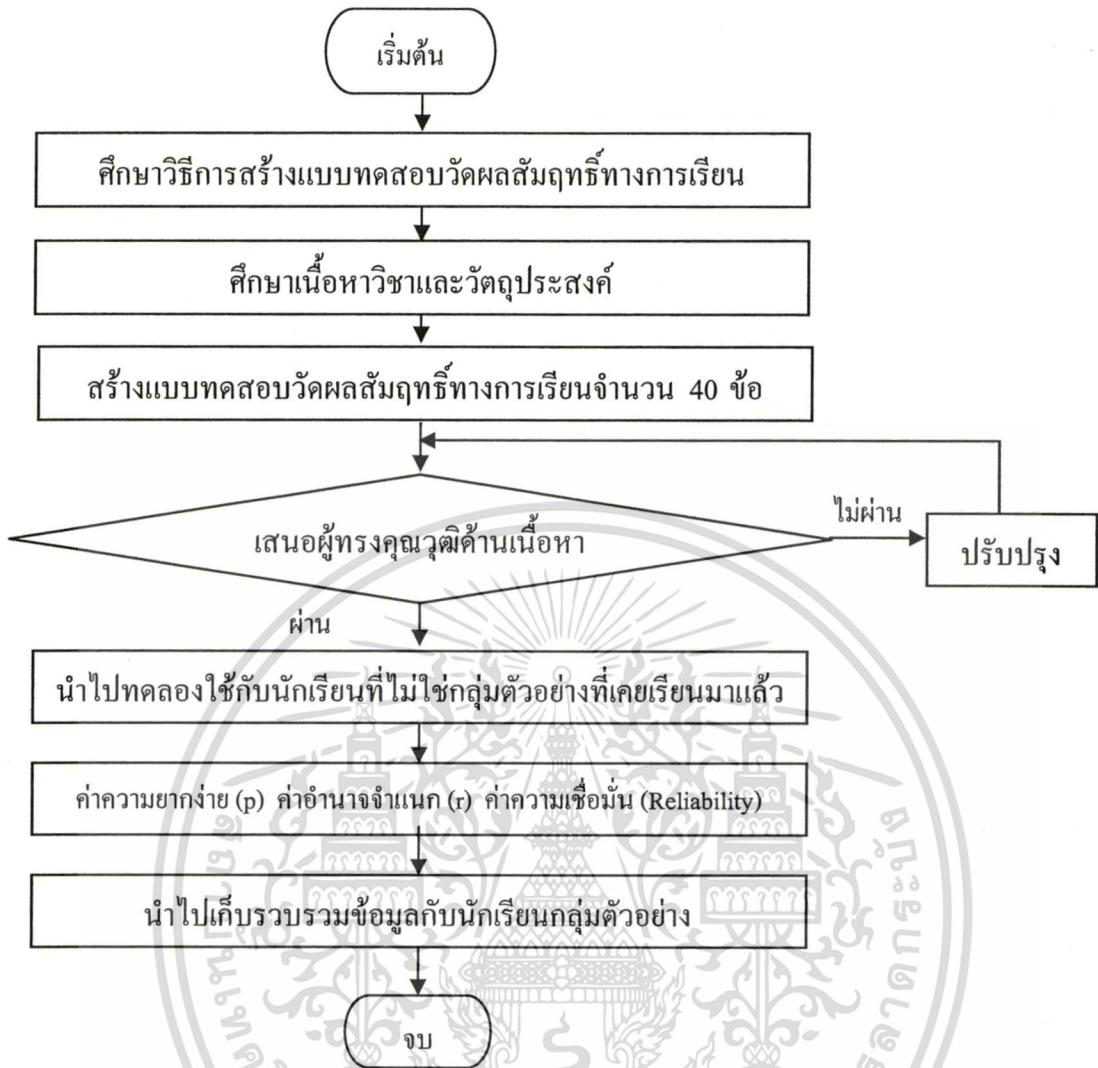 เริ่มต้น
ศึกษาวิธีการสร้างแบบทดสอบวัดผลสัมฤทธิ์ทางการเรียน
ศึกษาเนื้อหาวิชาและวัตถุประสงค์
สร้างแบบทดสอบวัดผลสัมฤทธิ์ทางการเรียนจำนวน 40 ข้อ
เสนอผู้ทรงคุณวุฒิด้านเนื้อหา
ไม่ผ่าน
ปรับปรุง
ผ่าน
นำไปทดลองใช้กับนักเรียนที่ไม่ใช่กลุ่มตัวอย่างที่เคยเรียนมาแล้ว
ค่าความยากง่าย (p) ค่าอำนาจจำแนก (r) ค่าความเชื่อมั่น (Reliability)
นำไปเก็บรวบรวมข้อมูลกับนักเรียนกลุ่มตัวอย่าง
จบ